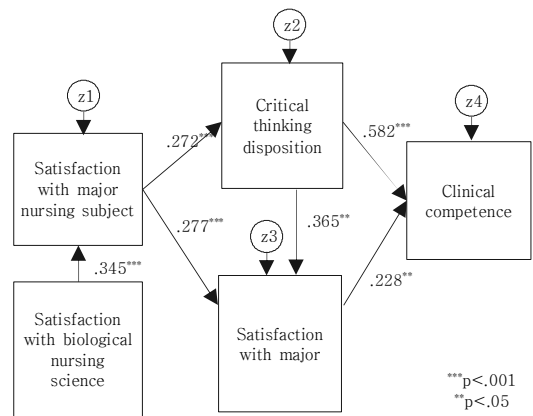 z2
z1
z4
Critical
thinking
disposition
.272***
.582***
Satisfaction
with major
nursing subject
Clinical
competence
.277***
z3
.365**
.345***
.228**
Satisfaction
with biological
nursing
science
Satisfaction
with major
***p<.001
**p<.05